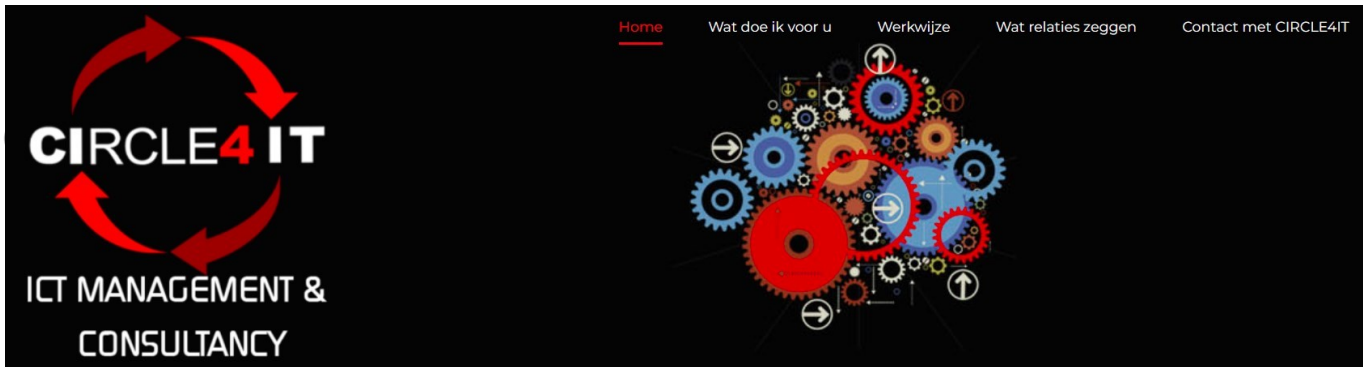 Home Wat doe ik voor u Werkwijze Wat relaties zeggen Contact met CIRCLE4IT
CIRCLE4 IT
ICT MANAGEMENT &
CONSULTANCY